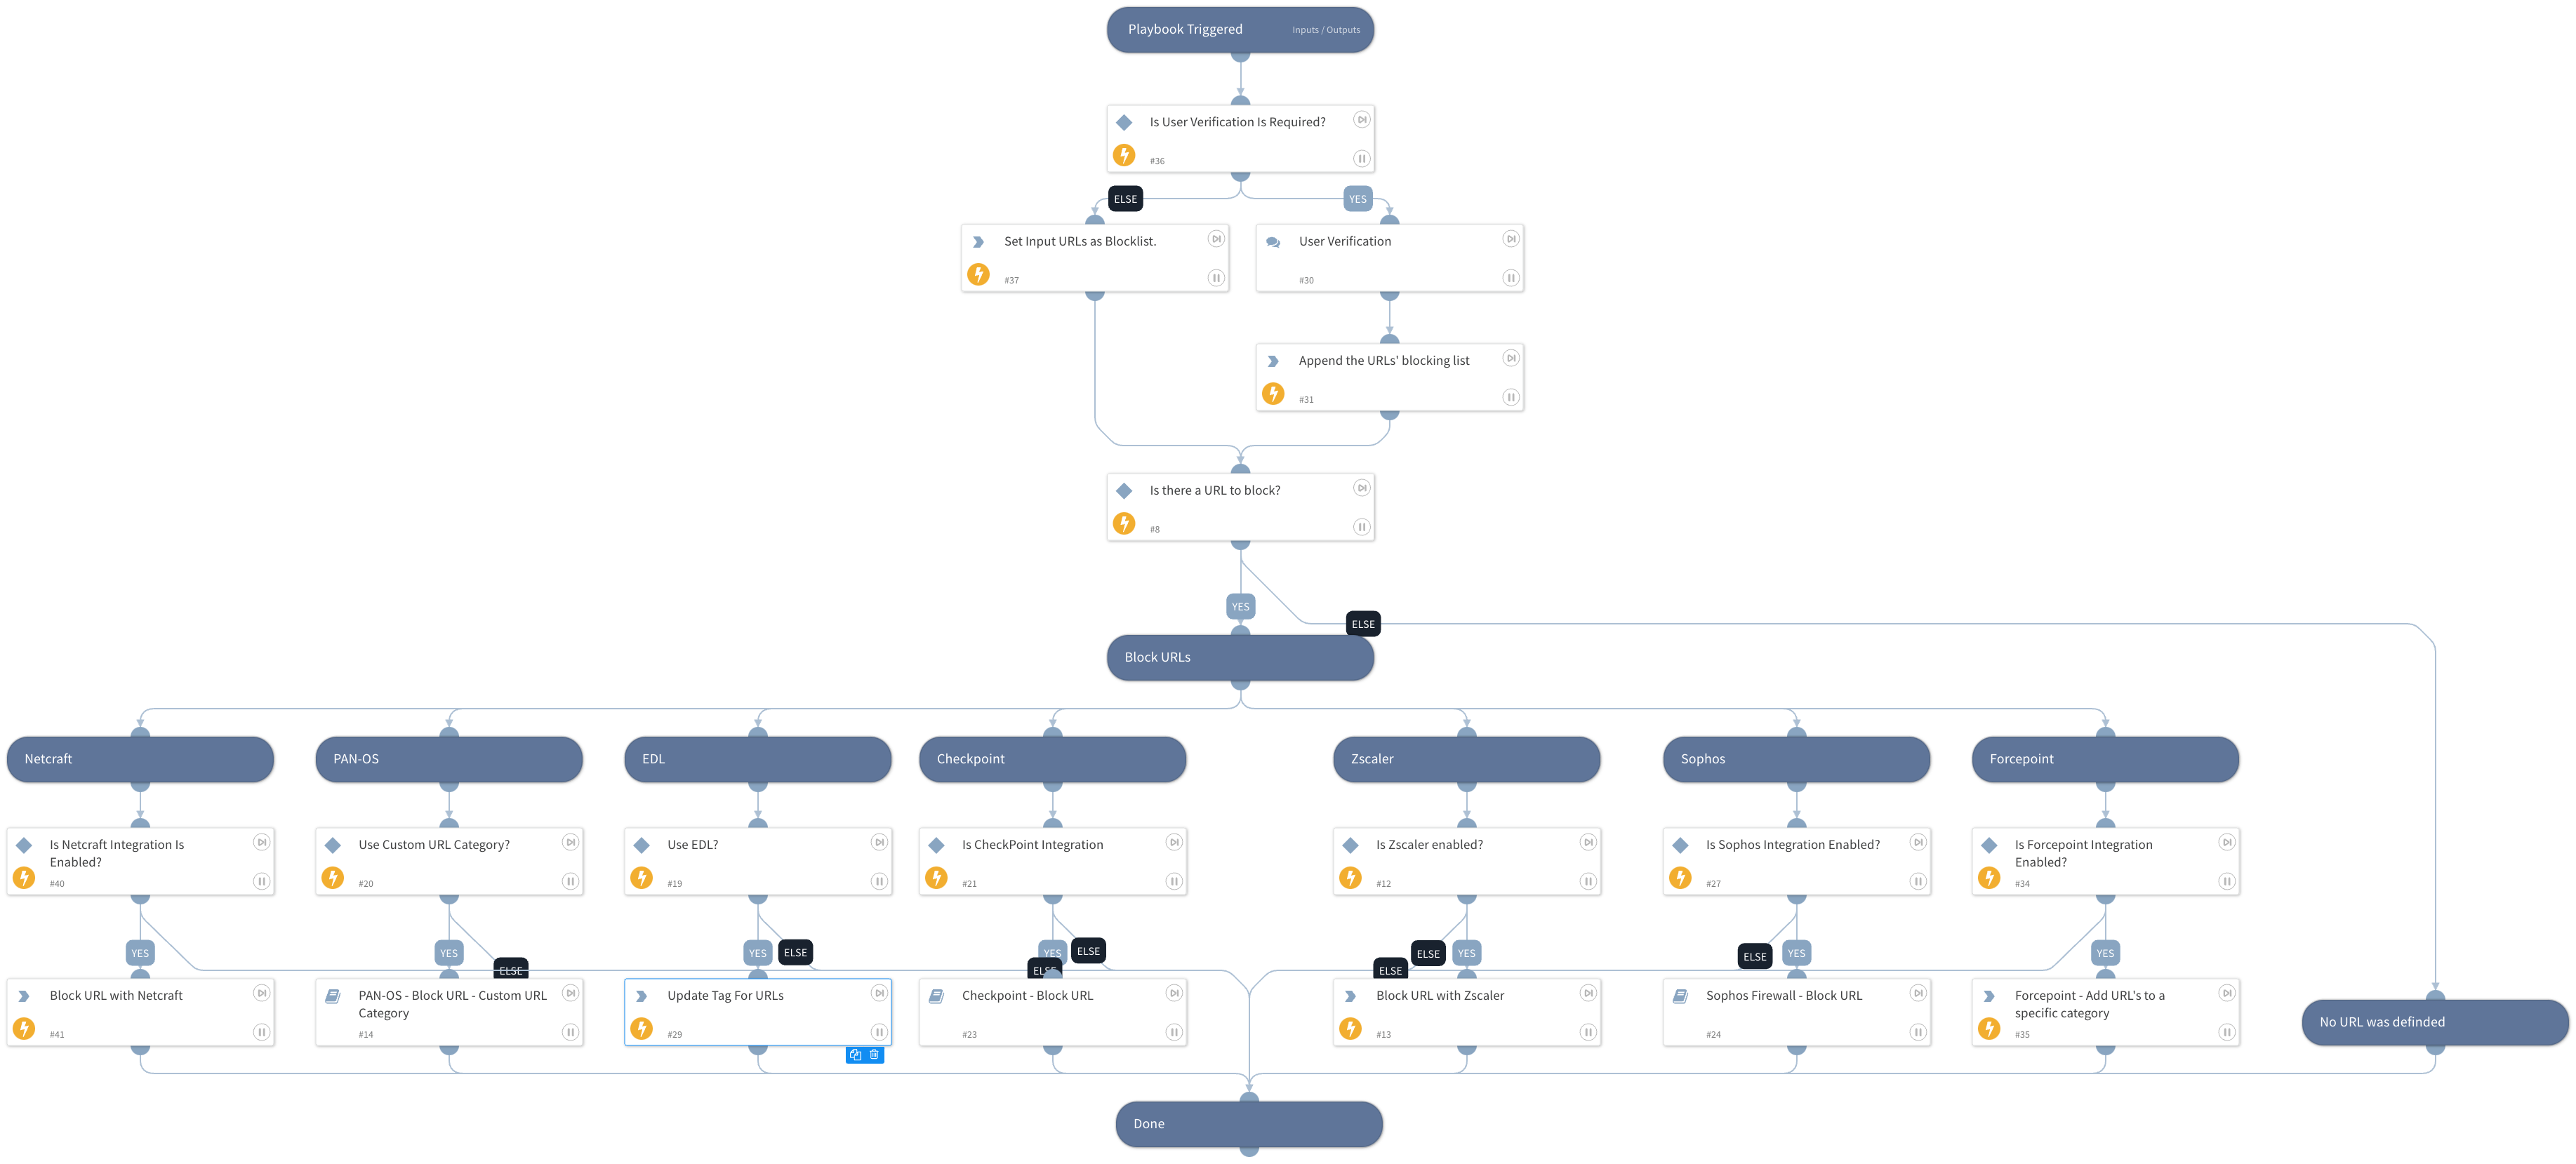 Playbook Triggered
Inputs / Outputs
Is User Verification Is Required?
#36
ELSE
YES
Set Input URLs as Blocklist.
#37
User Verification
#30
Append the URLs' blocking list
#31
Is there a URL to block?
#8
YES
ELSE
Block URLs
Netcraft
PAN-OS
EDL
Checkpoint
Zscaler
Sophos
Forcepoint
Is Netcraft Integration Is
Enabled?
#40
Use Custom URL Category?
#20
Use EDL?
#19
Is CheckPoint Integration
#21
Is Zscaler enabled?
#12
Is Sophos Integration Enabled?
#27
Is Forcepoint Integration
Enabled?
#34
YES
YES
ELSE
YES
ELSE
YES
ELSE
ELSE
ELSE
YES
ELSE
ELSE
YES
YES
Block URL with Netcraft
#41
PAN-OS - Block URL - Custom URL
Category
#14
Update Tag For URLs
#29
Checkpoint - Block URL
#23
Block URL with Zscaler
#13
Sophos Firewall - Block URL
#24
Forcepoint - Add URL's to a
specific category
#35
No URL was definded
Done